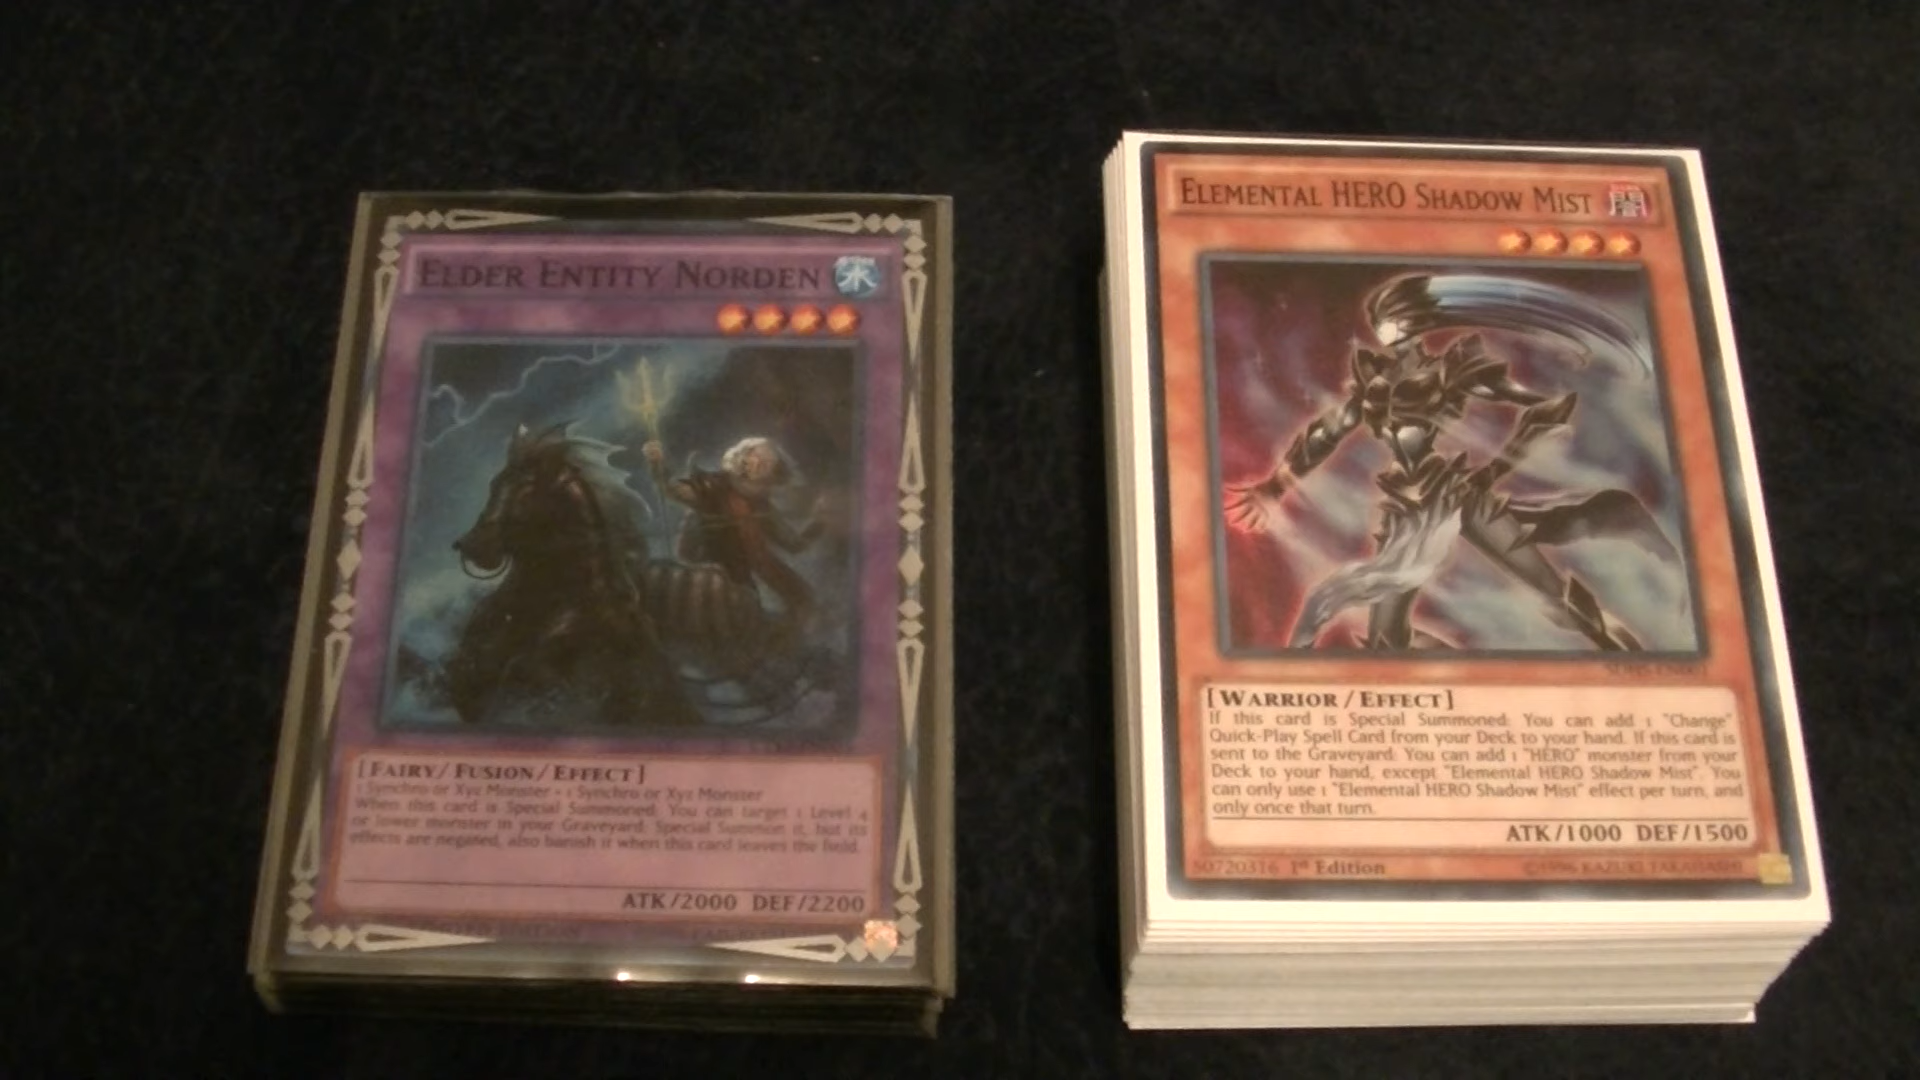 ELDER ENTITY NORDEN
[FAIRY/FUSION/EFFECT]
1 Synchro or Xyz Monster + 1 Synchro or Xyz Monster
When this card is Special Summoned: You can target 1 Level 4
or lower monster in your Graveyard; Special Summon it, but its
effects are negated, also banish it when this card leaves the field.
ATK/2000 DEF/2200
EDITION
ELEMENTAL HERO SHADOW MIST
[WARRIOR/EFFECT]
If this card is Special Summoned: You can add 1 "Change"
Quick-Play Spell Card from your Deck to your hand. If this card is
sent to the Graveyard: You can add 1 "HERO" monster from your
Deck to your hand, except "Elemental HERO Shadow Mist". You
can only use 1 "Elemental HERO Shadow Mist" effect per turn, and
only once that turn.
ATK/1000 DEF/1500
50720316 1st Edition
©1996 KAZUKI TAKAHASHI